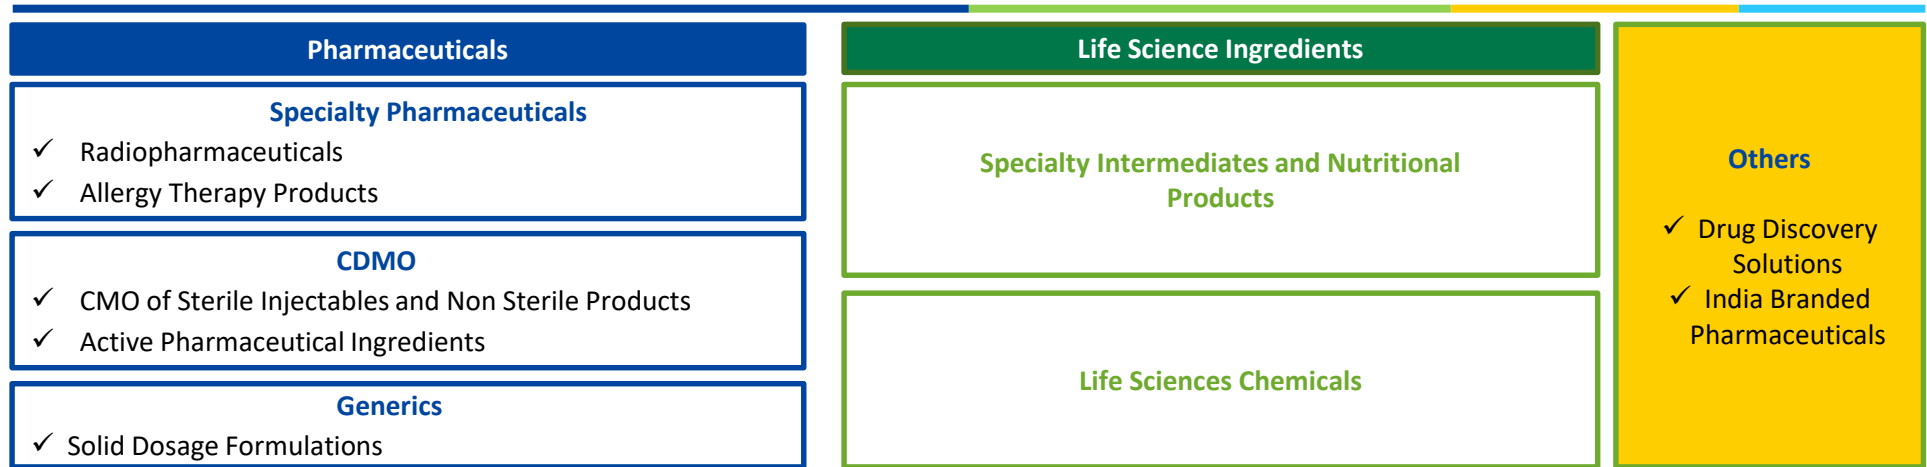 Pharmaceuticals
Specialty Pharmaceuticals
✓ Radiopharmaceuticals
✓ Allergy Therapy Products
CDMO
✓ CMO of Sterile Injectables and Non Sterile Products
✓ Active Pharmaceutical Ingredients
Generics
✓ Solid Dosage Formulations
Life Science Ingredients
Specialty Intermediates and Nutritional
Products
Life Sciences Chemicals
Others
✓ Drug Discovery
Solutions
✓ India Branded
Pharmaceuticals